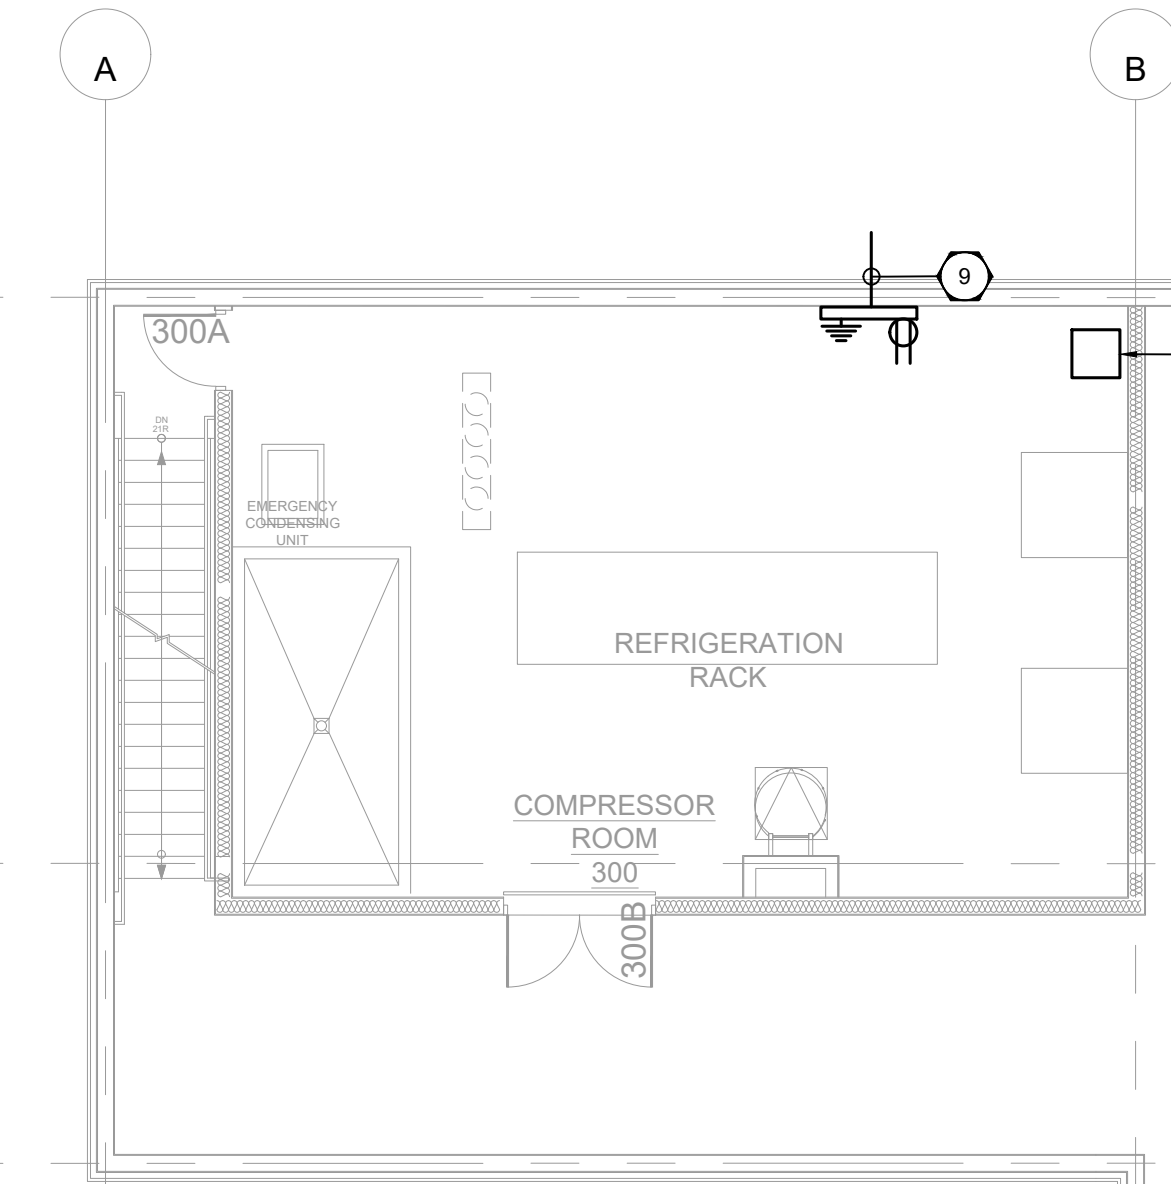 A
B
9
300A
DN
21R
EMERGENCY
CONDENSING
UNIT
REFRIGERATION
RACK
COMPRESSOR
ROOM
300
300B